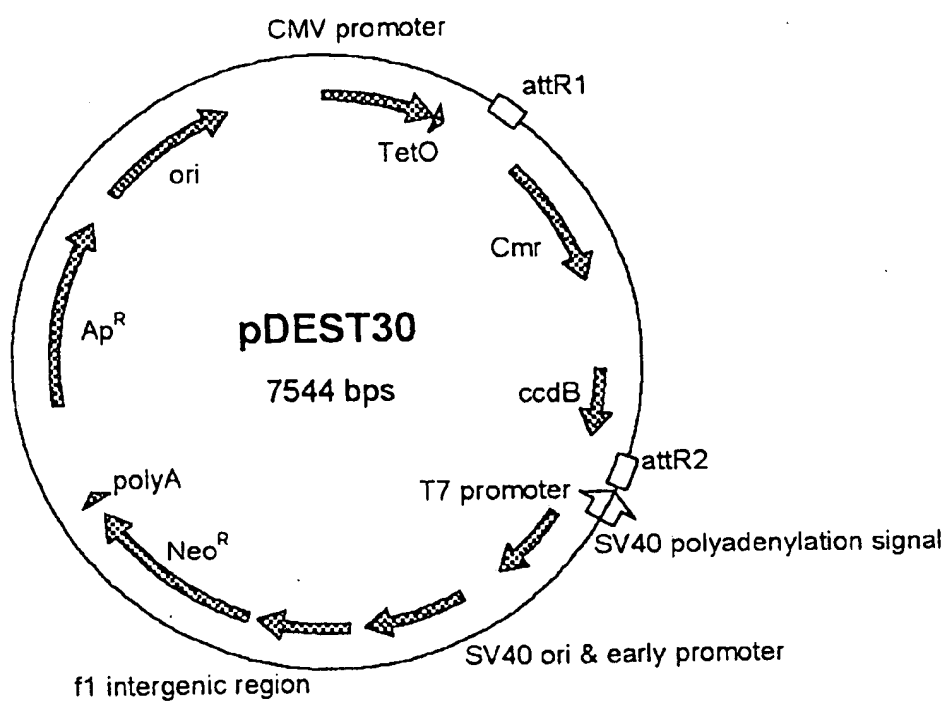 CMV promoter
attR1
TetO
ori
Cmr
Ap^R
pDEST30
7544 bps
ccdB
attR2
polyA
T7 promoter
Neo^R
SV40 polyadenylation signal
SV40 ori & early promoter
f1 intergenic region